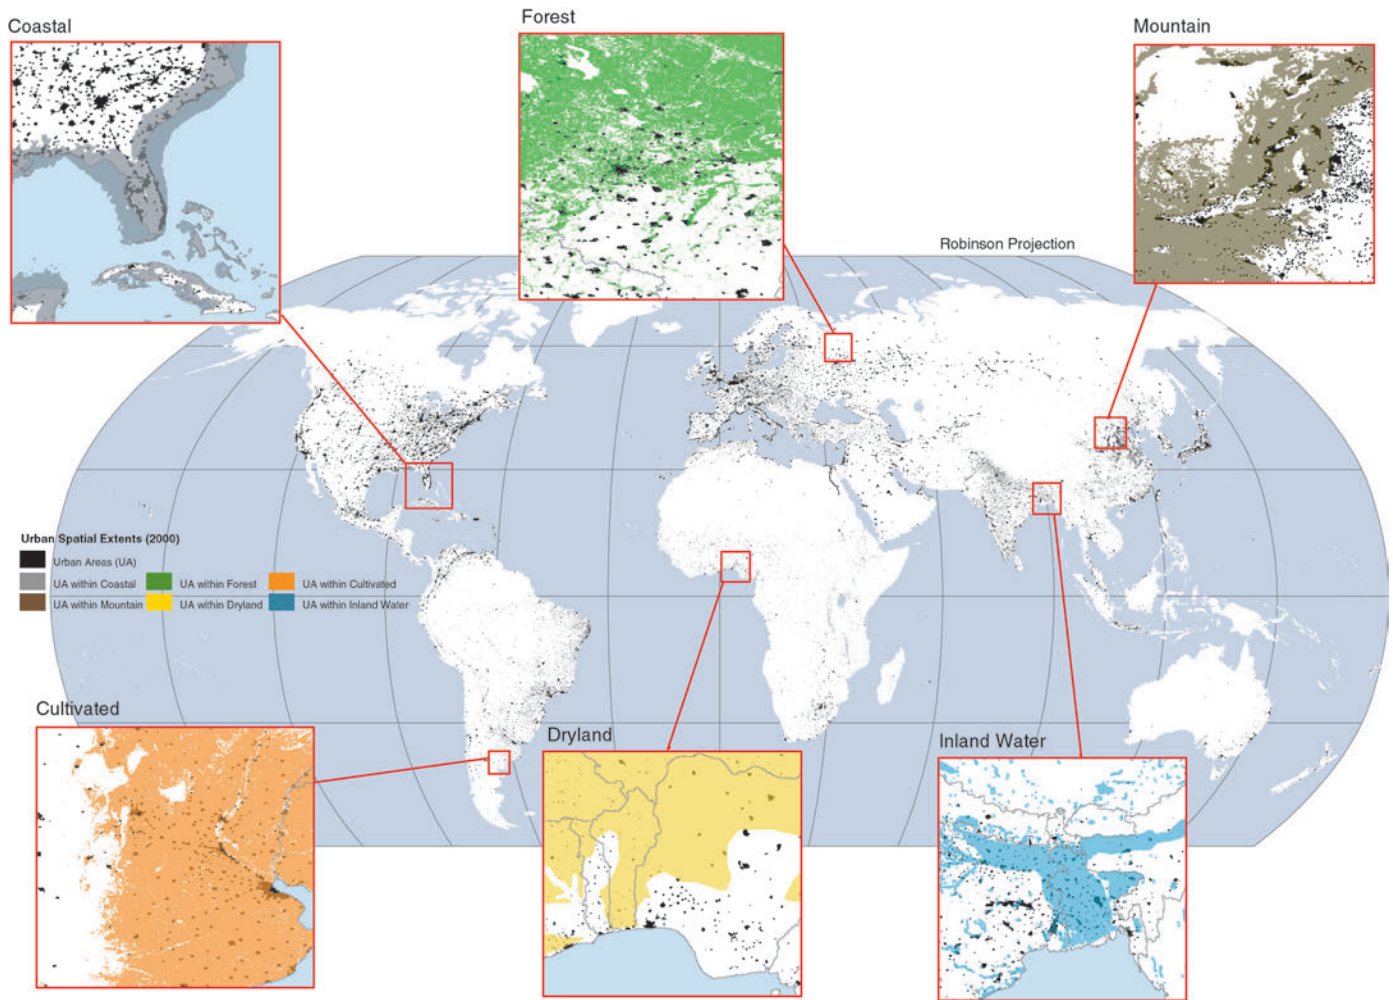 Coastal
Forest
Mountain
Robinson Projection
Urban Spatial Extents (2000)
Urban Areas (UA)
UA within Coastal UA within Forest UA within Cultivated
UA within Mountain UA within Dryland UA within Inland Water
Cultivated
Dryland
Inland Water